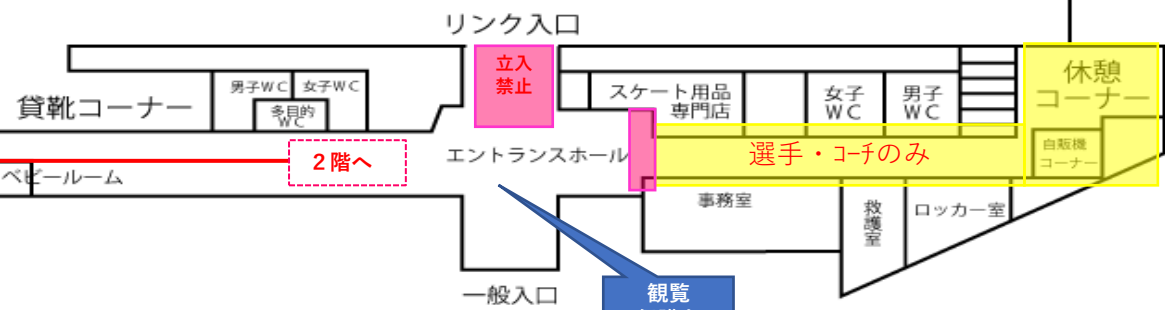 リンク入口
立入
禁止
休憩
コーナー
スケート用品
専門店
女子
WC
男子
WC
男子WC
女子WC
多目的
WC
貸靴コーナー
自販機
コーナー
エントランスホール
選手・コーチのみ
2階へ
ベビールーム
事務室
救護室
ロッカー室
一般入口
観覧